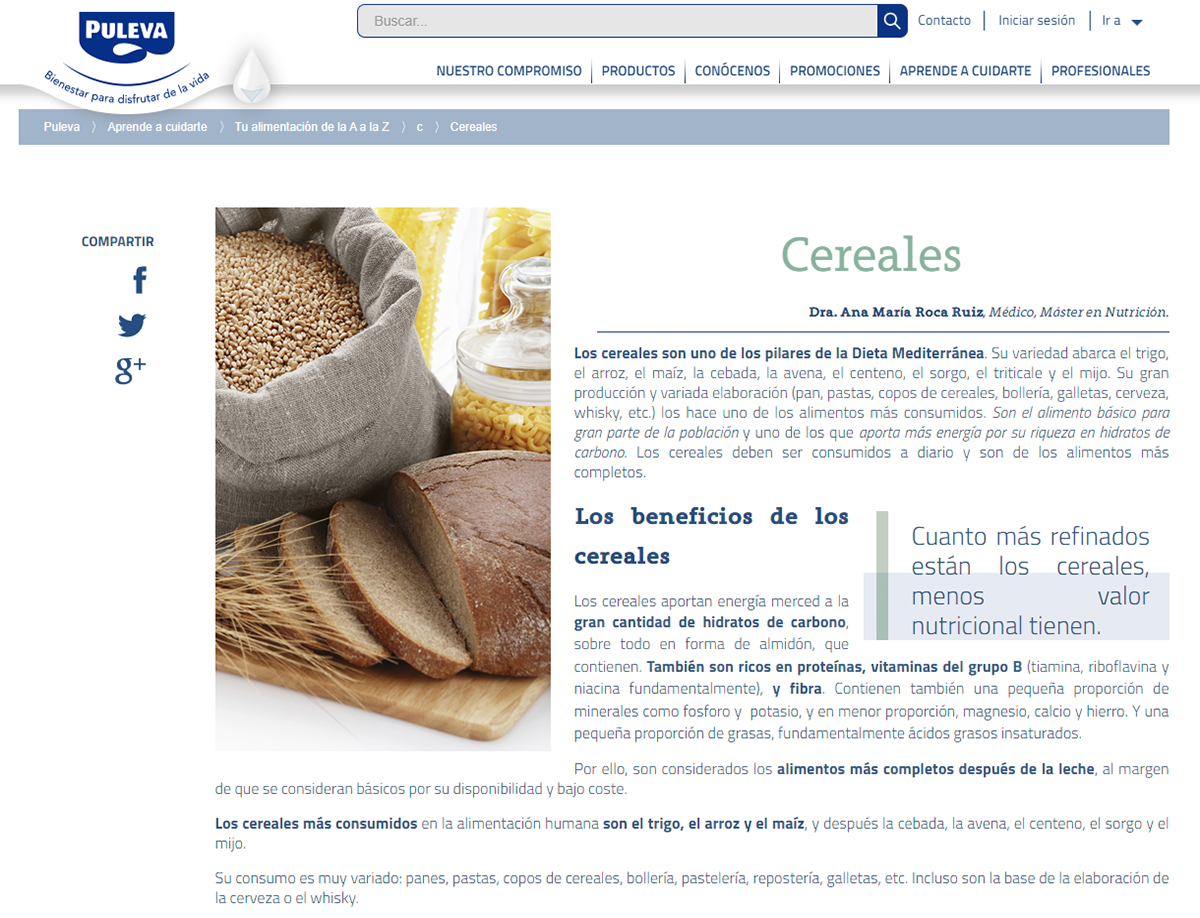 PULEVA
Bienestar para disfrutar de la vida
Buscar...
Contacto
Iniciar sesión
Ir a
NUESTRO COMPROMISO
PRODUCTOS
CONÓCENOS
PROMOCIONES
APRENDE A CUIDARTE
PROFESIONALES
Puleva 〉 Aprende a cuidarte 〉 Tu alimentación de la A a la Z 〉 c 〉 Cereales
COMPARTIR
f
g+
Cereales
Dra. Ana María Roca Ruiz, Médico, Máster en Nutrición.
Los cereales son uno de los pilares de la Dieta Mediterránea. Su variedad abarca el trigo,
el arroz, el maíz, la cebada, la avena, el centeno, el sorgo, el triticale y el mijo. Su gran
producción y variada elaboración (pan, pastas, copos de cereales, bollería, galletas, cerveza,
whisky, etc.) los hace uno de los alimentos más consumidos. Son el alimento básico para
gran parte de la población y uno de los que aporta más energía por su riqueza en hidratos de
carbono. Los cereales deben ser consumidos a diario y son de los alimentos más
completos.
Los beneficios de los
cereales
Cuanto más refinados
están los cereales,
menos valor
nutricional tienen.
Los cereales aportan energía merced a la
gran cantidad de hidratos de carbono,
sobre todo en forma de almidón, que
contienen. También son ricos en proteínas, vitaminas del grupo B (tiamina, riboflavina y
niacina fundamentalmente), y fibra. Contienen también una pequeña proporción de
minerales como fosforo y potasio, y en menor proporción, magnesio, calcio y hierro. Y una
pequeña proporción de grasas, fundamentalmente ácidos grasos insaturados.
Por ello, son considerados los alimentos más completos después de la leche, al margen
de que se consideran básicos por su disponibilidad y bajo coste.
Los cereales más consumidos en la alimentación humana son el trigo, el arroz y el maíz, y después la cebada, la avena, el centeno, el sorgo y el
mijo.
Su consumo es muy variado: panes, pastas, copos de cereales, bollería, pastelería, repostería, galletas, etc. Incluso son la base de la elaboración de
la cerveza o el whisky.